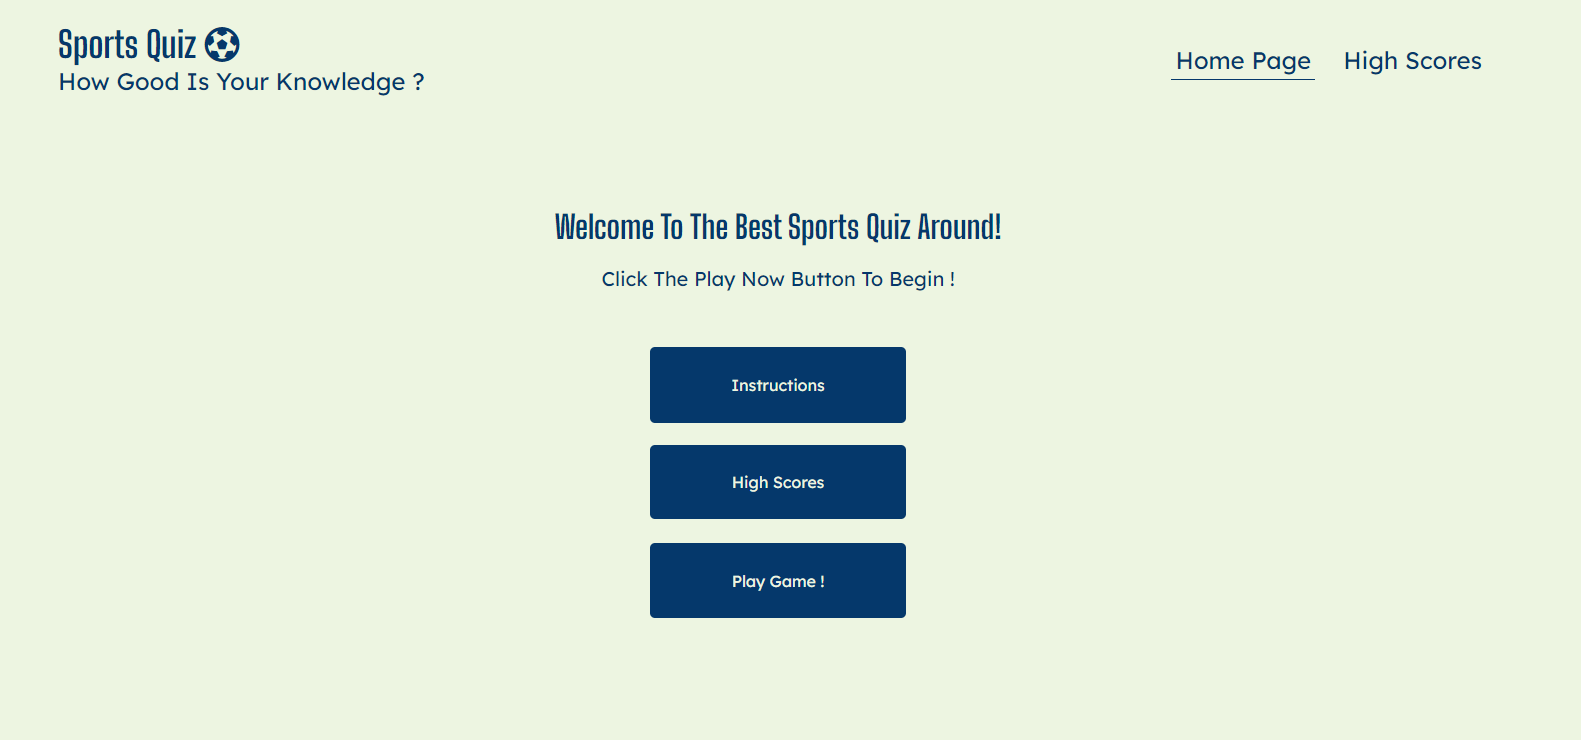 Sports Quiz
How Good Is Your Knowledge ?
Home Page
High Scores
Welcome To The Best Sports Quiz Around!
Click The Play Now Button To Begin !
Instructions
High Scores
Play Game !